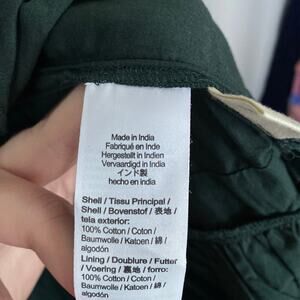 Made in India
Fabriqué en Inde
Hergestellt in Indien
Vervaardigd in India
インド製
hecho en India
Shell / Tissu Principal /
Shell / Bovenstof / 表地 /
tela exterior:
100% Cotton / Coton /
Baumwolle / Katoen / 綿 /
algodón
Lining / Doublure / Futter
/ Voering / 裏地 / forro:
100% Cotton / Coton /
Baumwolle / Katoen / 綿 /
algodón